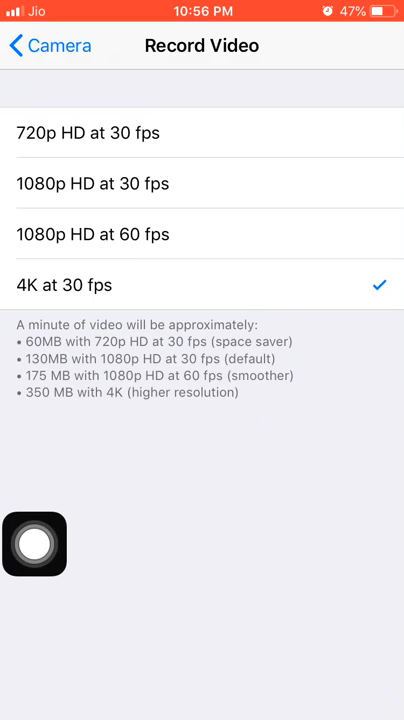 Jio 10:56 PM 47%
Camera Record Video
720p HD at 30 fps
1080p HD at 30 fps
1080p HD at 60 fps
4K at 30 fps
A minute of video will be approximately:
• 60MB with 720p HD at 30 fps (space saver)
• 130MB with 1080p HD at 30 fps (default)
• 175 MB with 1080p HD at 60 fps (smoother)
• 350 MB with 4K (higher resolution)